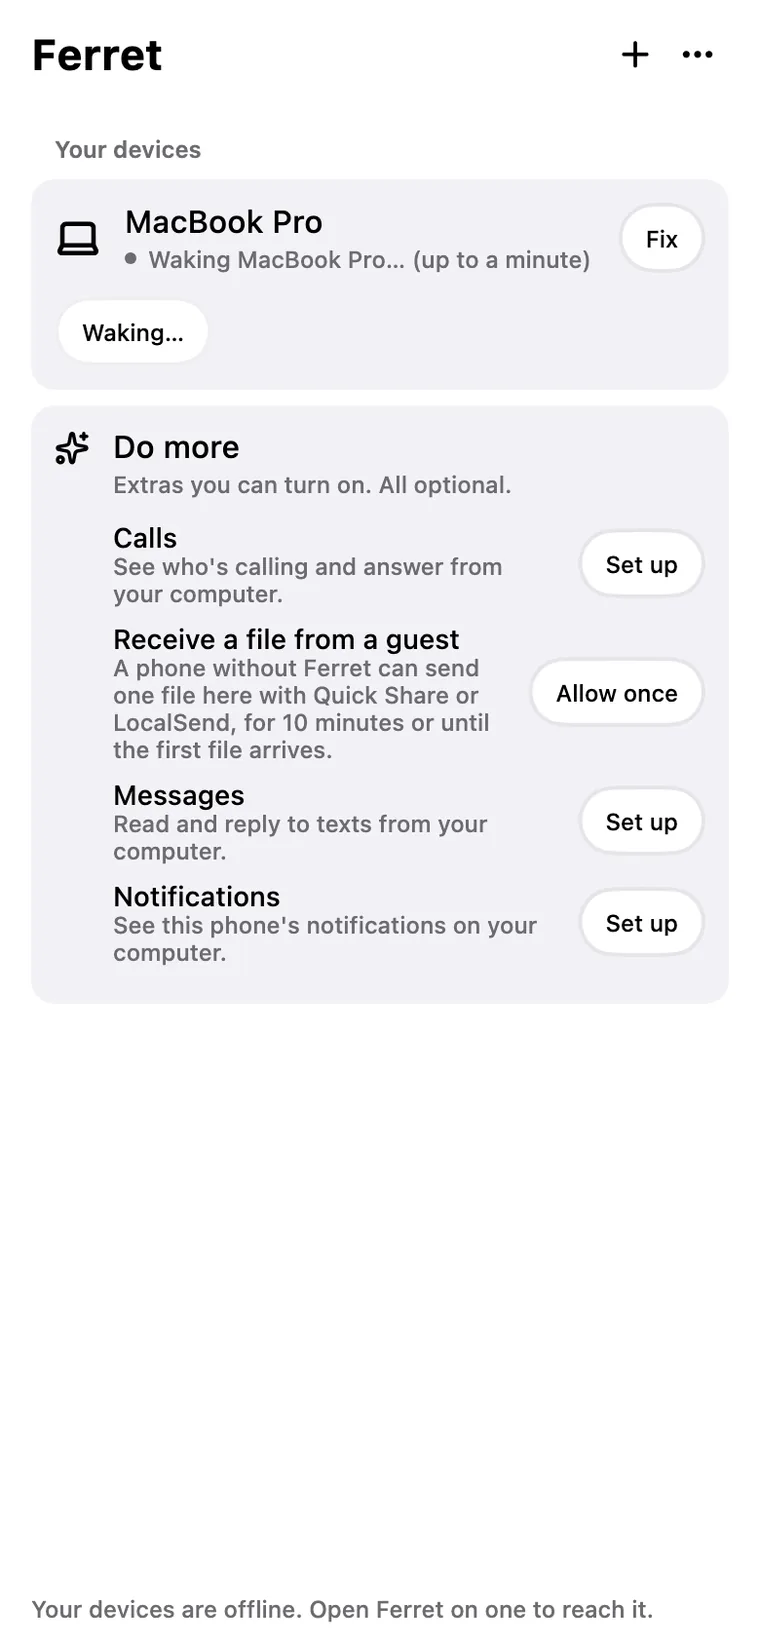 Ferret
Your devices
MacBook Pro
Waking MacBook Pro... (up to a minute)
Fix
Waking...
Do more
Extras you can turn on. All optional.
Calls
See who's calling and answer from
your computer.
Set up
Receive a file from a guest
A phone without Ferret can send
one file here with Quick Share or
LocalSend, for 10 minutes or until
the first file arrives.
Allow once
Messages
Read and reply to texts from your
computer.
Set up
Notifications
See this phone's notifications on your
computer.
Set up
Your devices are offline. Open Ferret on one to reach it.